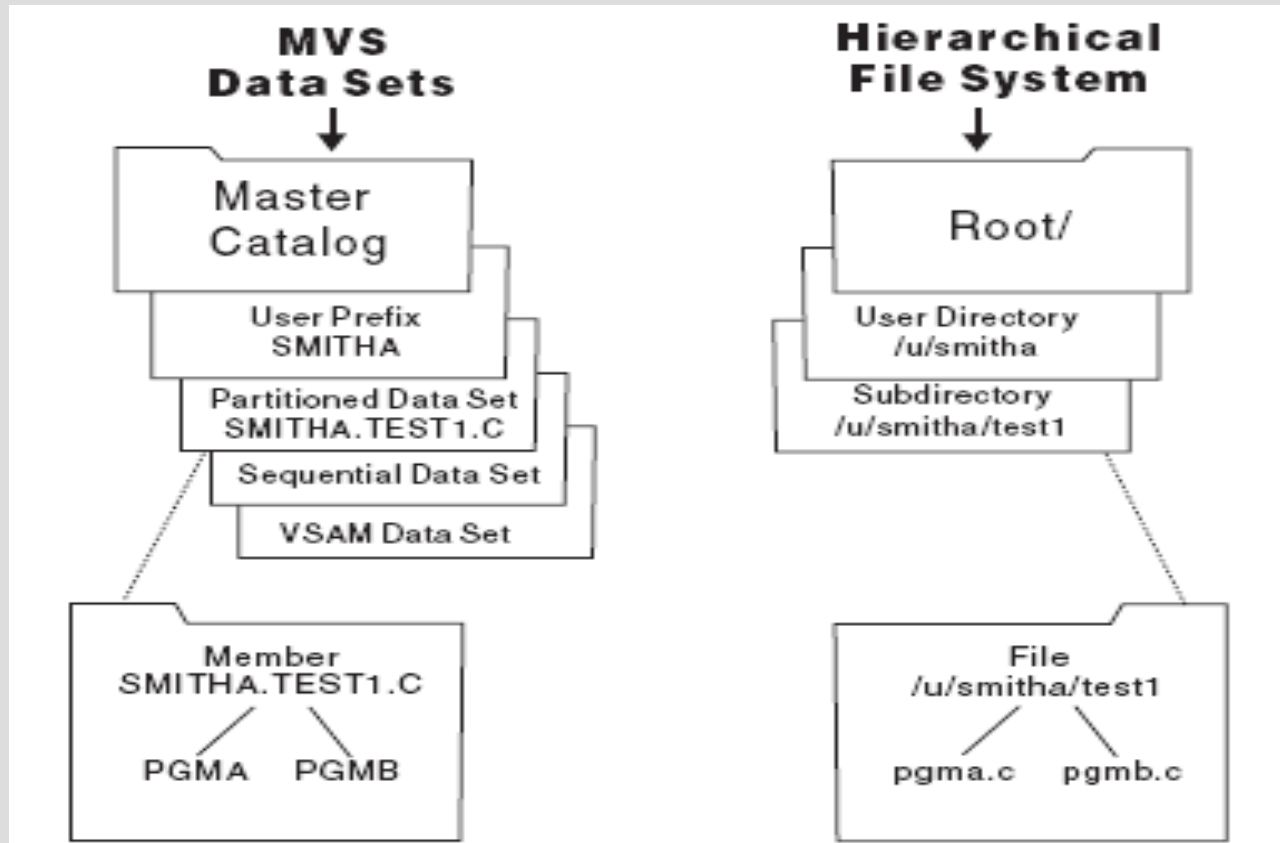 MVS
Data Sets
Master
Catalog
User Prefix
SMITHA
Partitioned Data Set
SMITHA.TEST1.C
Sequential Data Set
VSAM Data Set
Member
SMITHA.TEST1.C
PGMA PGMB
Hierarchical
File System
Root/
User Directory
/u/smitha
Subdirectory
/u/smitha/test1
File
/u/smitha/test1
pgma.c pgmb.c